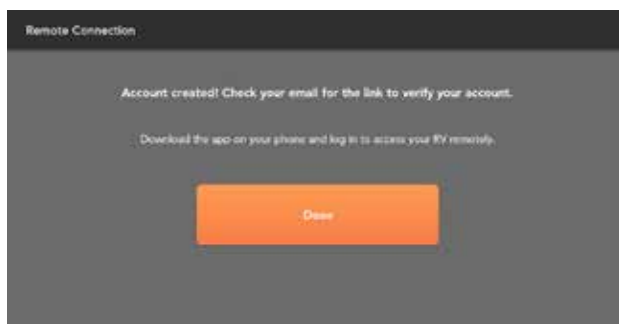 Remote Connection
Account created! Check your email for the link to verify your account.
Download the app on your phone and log in to access your RV remotely.
Done